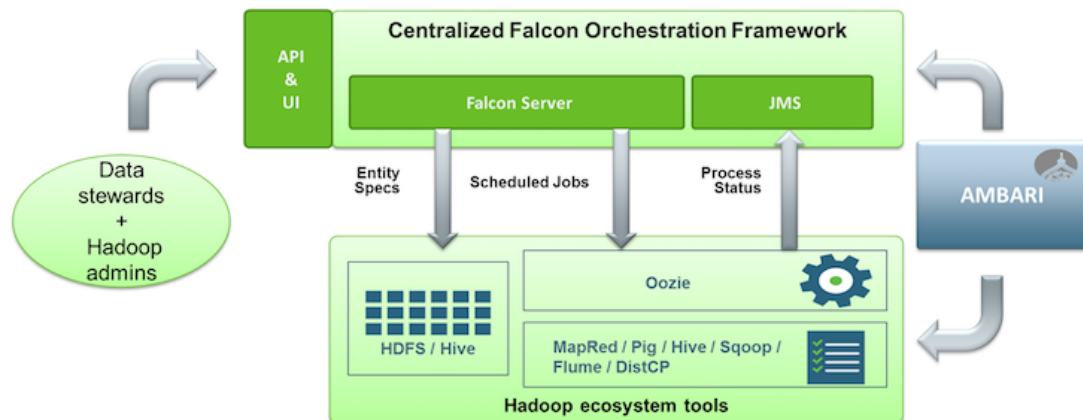 Centralized Falcon Orchestration Framework
API
&
UI
Falcon Server
JMS
Data
stewards
+
Hadoop
admins
Entity
Specs
Scheduled Jobs
Process
Status
AMBARI
Oozie
HDFS / Hive
MapRed / Pig / Hive / Sqoop /
Flume / DistCP
Hadoop ecosystem tools